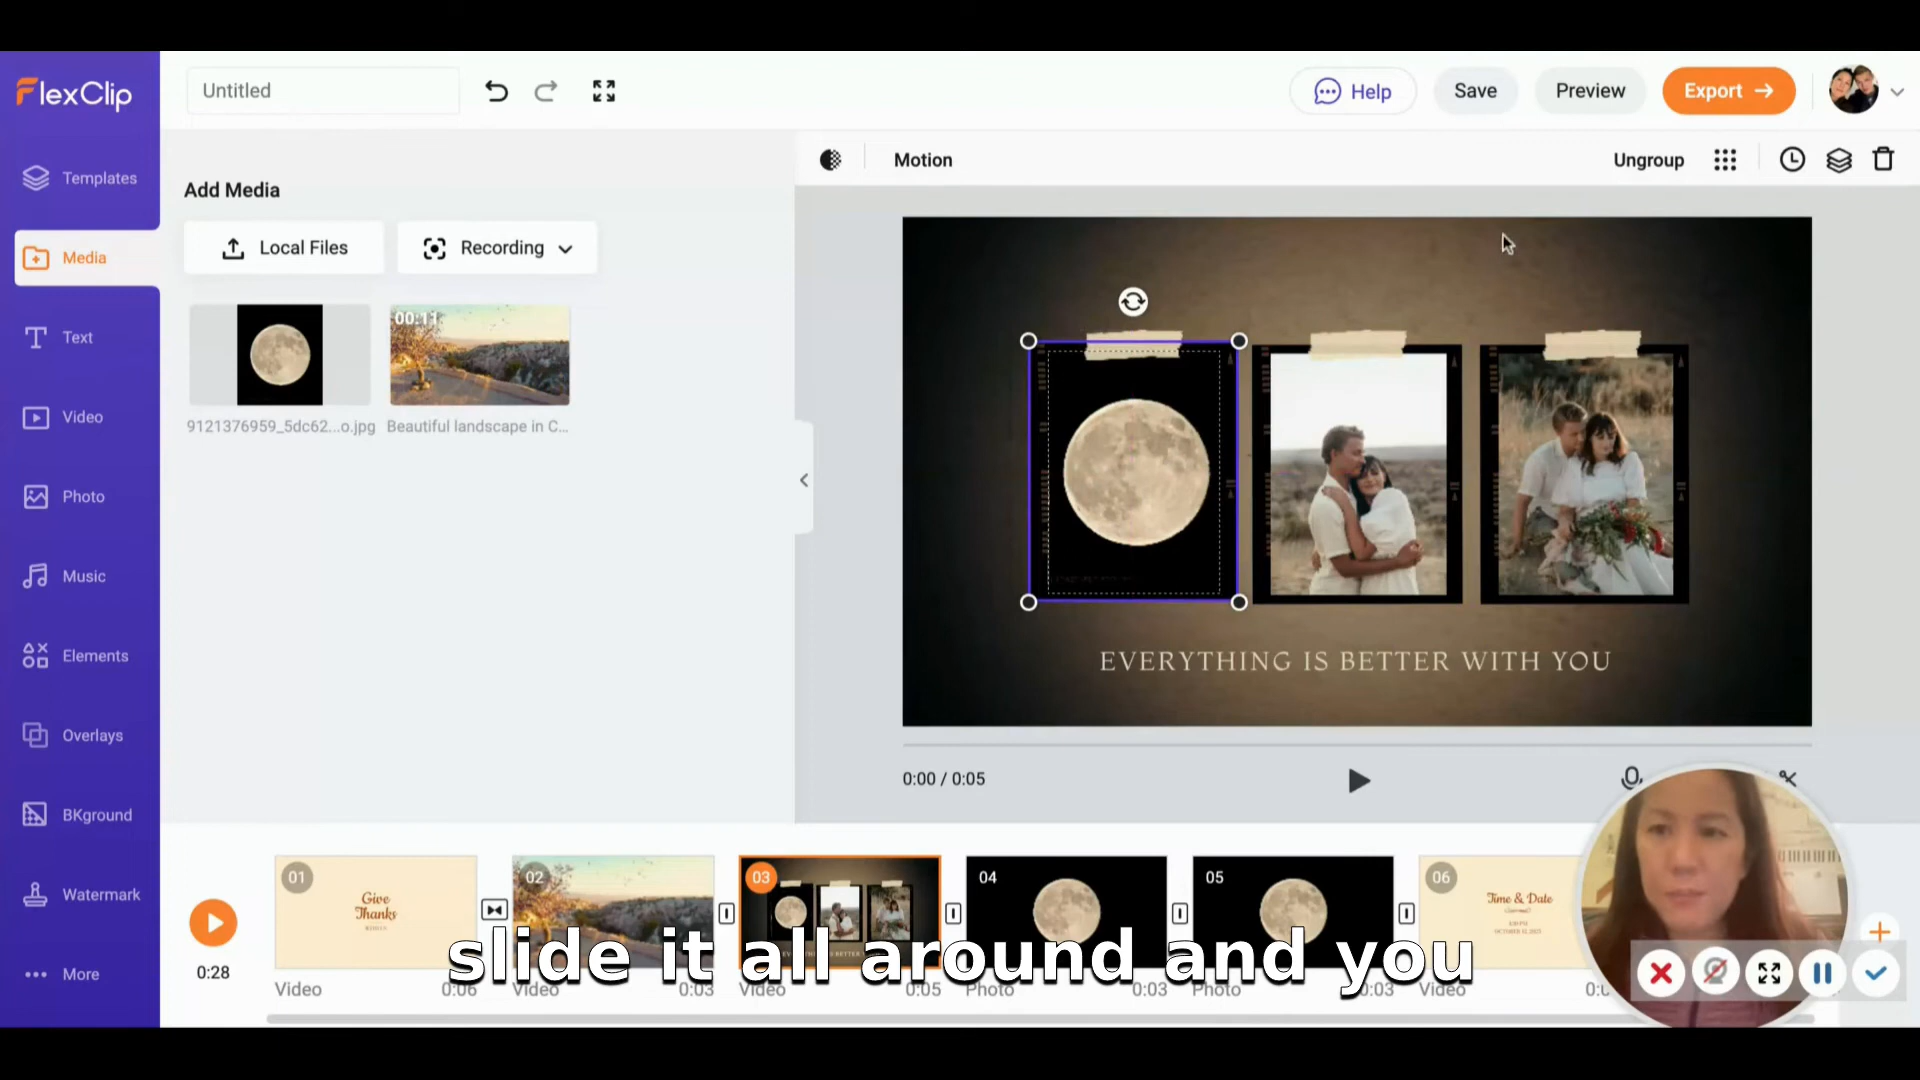 FlexClip
Untitled
Help
Save
Preview
Export
Templates
Media
Text
Video
Photo
Music
Elements
Overlays
BKground
Watermark
More
Add Media
Local Files
Recording
00:11
9121376959_5dc62...o.jpg
Beautiful landscape in C...
Motion
Ungroup
EVERYTHING IS BETTER WITH YOU
0:00 / 0:05
0:28
01
Give
Thanks
Video
0:06
02
Video
0:03
03
Video
0:05
04
Photo
0:03
05
Photo
0:03
06
Time & Date
Video
slide it all around and you